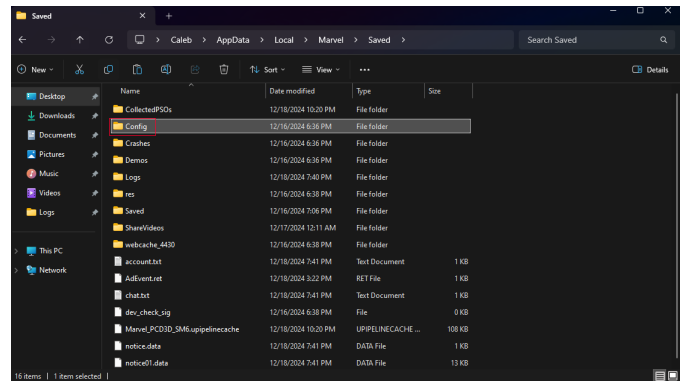 Saved
Caleb > AppData > Local > Marvel > Saved >
Search Saved
New
Sort
View
Details
Name Date modified Type Size
Desktop
Downloads
Documents
Pictures
Music
Videos
Logs
This PC
Network
CollectedPSOs 12/18/2024 10:20 PM File folder
Config 12/16/2024 6:36 PM File folder
Crashes 12/16/2024 6:36 PM File folder
Demos 12/16/2024 6:36 PM File folder
Logs 12/18/2024 7:40 PM File folder
res 12/16/2024 6:38 PM File folder
Saved 12/16/2024 7:06 PM File folder
ShareVideos 12/17/2024 12:11 AM File folder
webcache_4430 12/16/2024 6:38 PM File folder
account.txt 12/18/2024 7:41 PM Text Document 1 KB
AdEvent.ret 12/18/2024 3:22 PM RET File 1 KB
chat.txt 12/18/2024 7:41 PM Text Document 1 KB
dev_check_sig 12/16/2024 6:38 PM File 0 KB
Marvel_PCD3D_SM6.upipelinecache 12/18/2024 10:20 PM UPIPELINECACHE ... 108 KB
notice.data 12/18/2024 7:41 PM DATA File 1 KB
notice01.data 12/18/2024 7:41 PM DATA File 13 KB
16 items | 1 item selected |